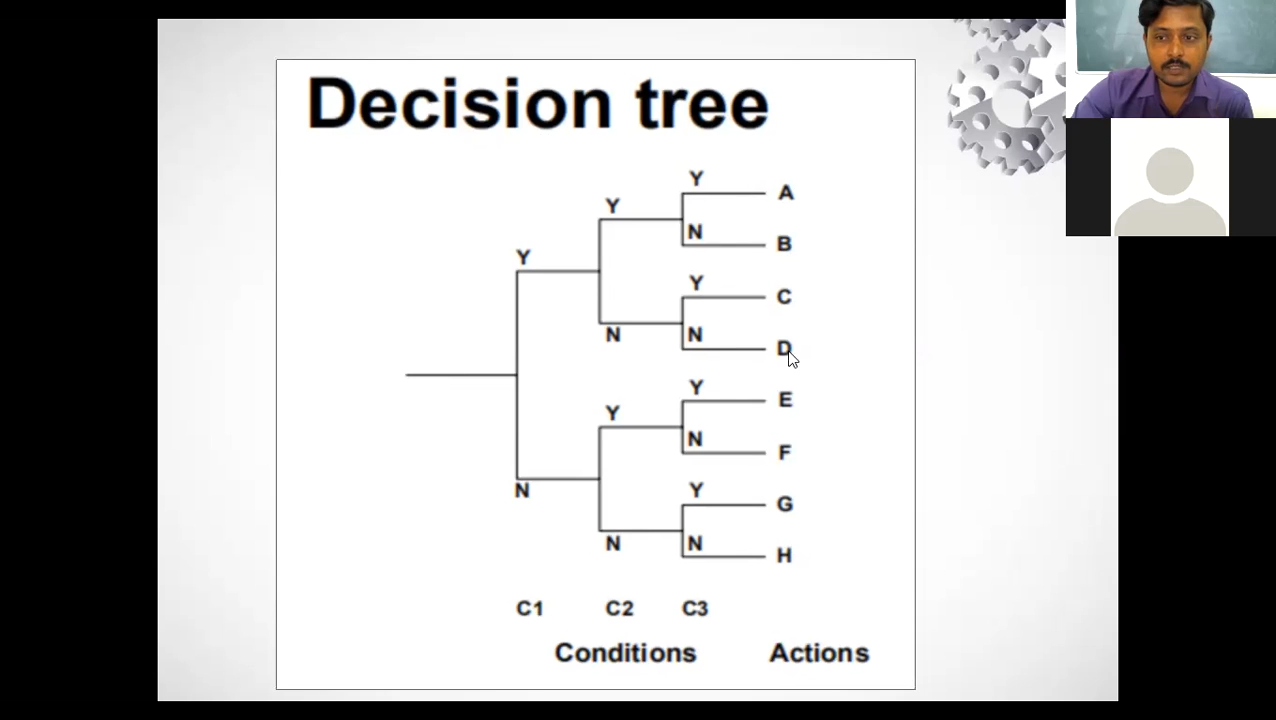 Decision tree
Y A
Y
N B
Y
Y C
N
N D
Y E
Y
N F
N
Y G
N
N H
C1 C2 C3
Conditions Actions